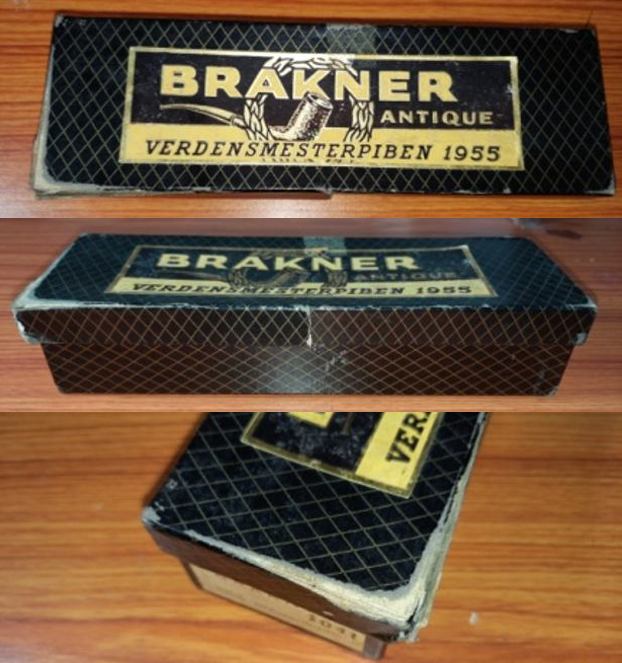 BRAKNER
ANTIQUE
VERDENSMESTERPIBEN 1955
BRAKNER
ANTIQUE
VERDENSMESTERPIBEN 1955
VER